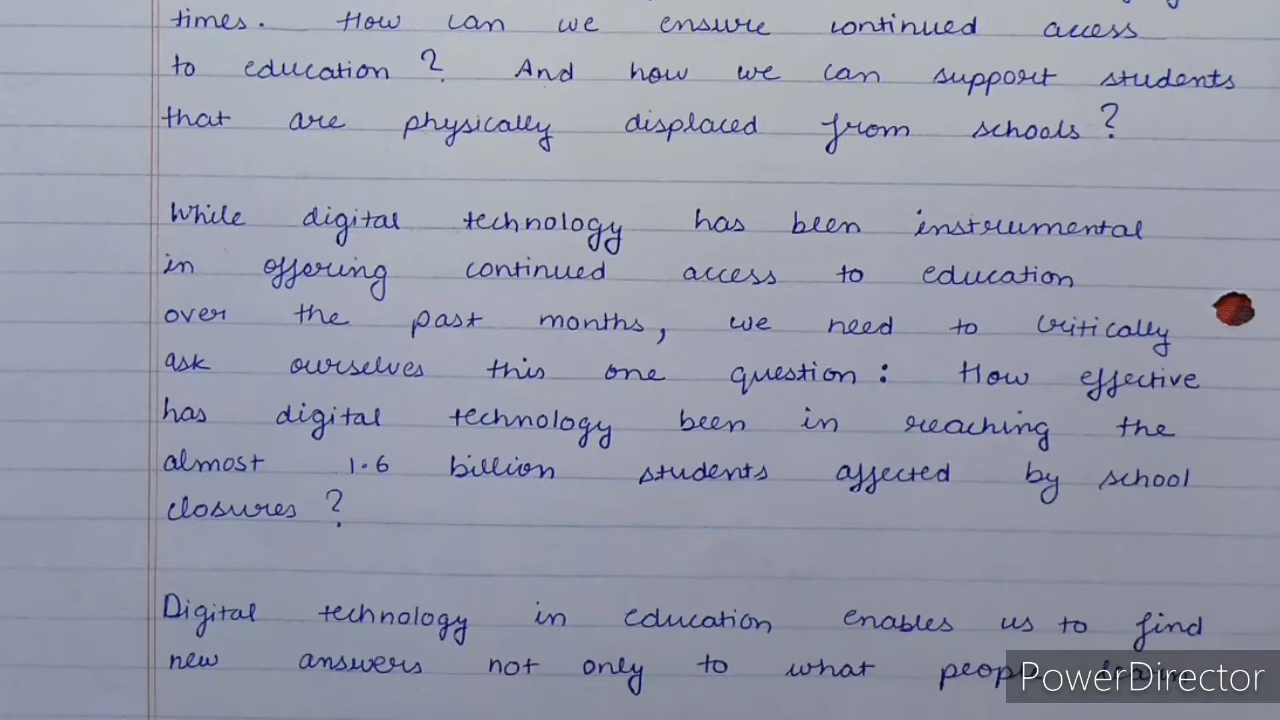 times. How can we ensure continued access
to education ? And how we can support students
that are physically displaced from schools ?
While digital technology has been instrumental
in offering continued access to education
over the past months, we need to critically
ask ourselves this one question : How effective
has digital technology been in reaching the
almost 1.6 billion students affected by school
closures ?
Digital technology in education enables us to find
new answers not only to what people
PowerDirector